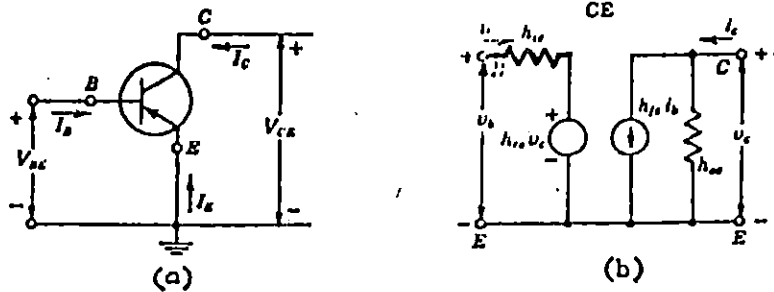 CE
C
I_C
+
B
+
I_B
V_BE
V_CE
E
I_E
-
-
(a)
i_c
h_ie
+
C
+
v_b
+
h_re v_c
-
h_fe i_b
h_oe
v_c
-
E
-
E
(b)